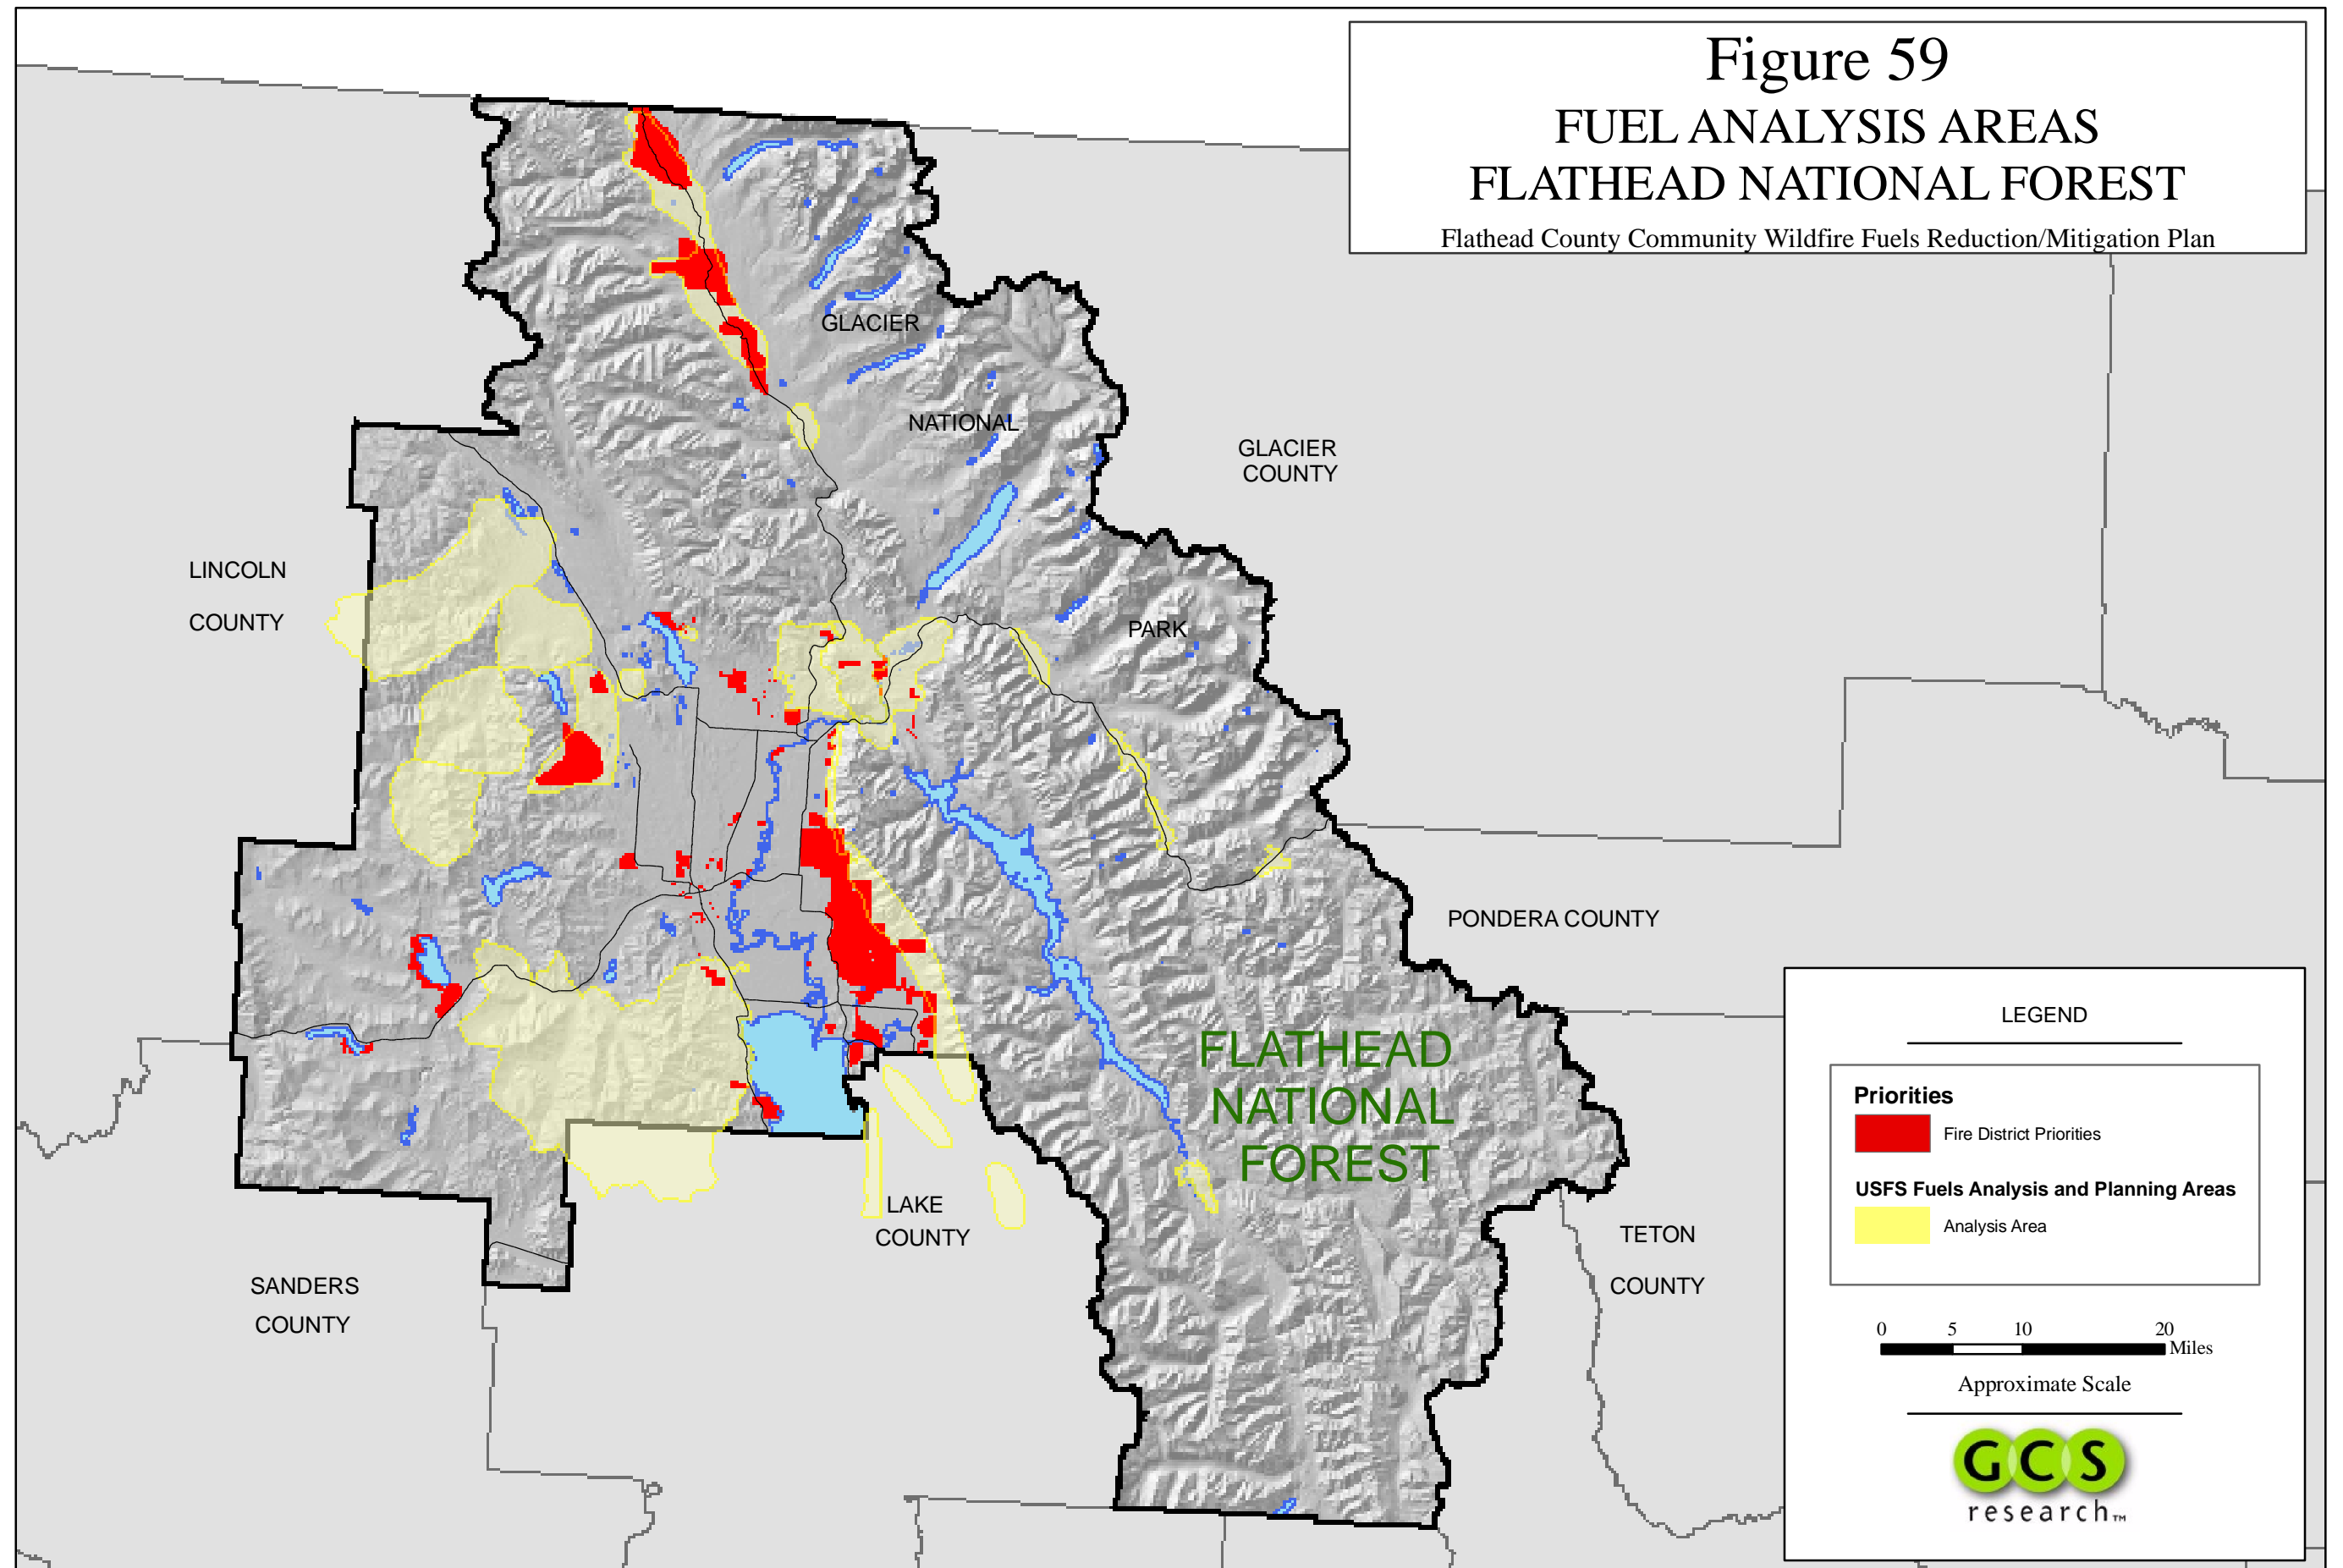 Figure 59
FUEL ANALYSIS AREAS
FLATHEAD NATIONAL FOREST
Flathead County Community Wildfire Fuels Reduction/Mitigation Plan
GLACIER
NATIONAL
PARK
GLACIER
COUNTY
LINCOLN
COUNTY
PONDERA COUNTY
FLATHEAD
NATIONAL
FOREST
LAKE
COUNTY
TETON
COUNTY
SANDERS
COUNTY
LEGEND
Priorities
Fire District Priorities
USFS Fuels Analysis and Planning Areas
Analysis Area
0 5 10 20
Miles
Approximate Scale
GCS
research™